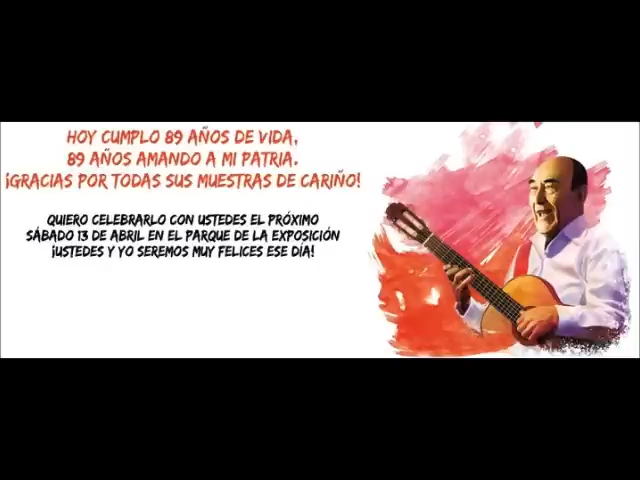 HOY CUMPLO 89 AÑOS DE VIDA,
89 AÑOS AMANDO A MI PATRIA.
¡GRACIAS POR TODAS SUS MUESTRAS DE CARIÑO!
QUIERO CELEBRARLO CON USTEDES EL PRÓXIMO
SÁBADO 13 DE ABRIL EN EL PARQUE DE LA EXPOSICIÓN
¡USTEDES Y YO SEREMOS MUY FELICES ESE DÍA!